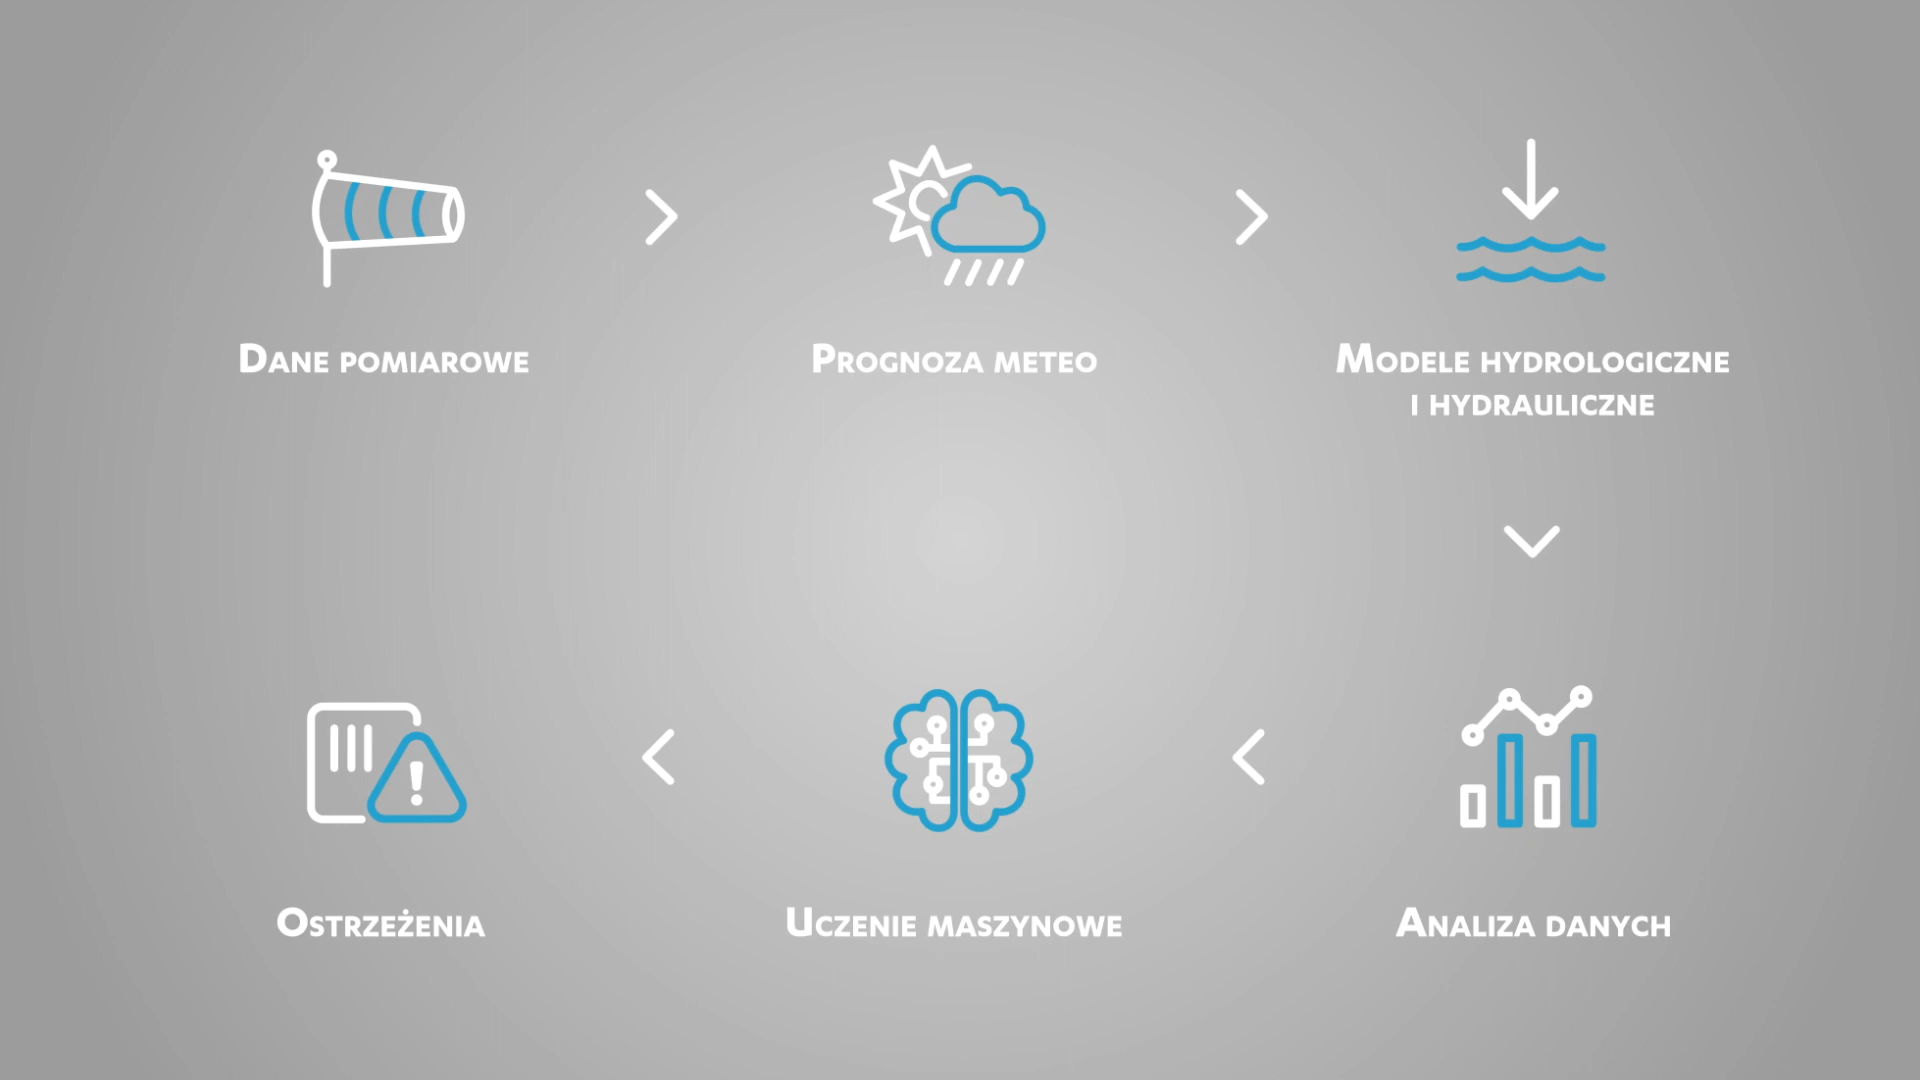 Dane pomiarowe
Prognoza meteo
Modele hydrologiczne
i hydrauliczne
Ostrzeżenia
Uczenie maszynowe
Analiza danych